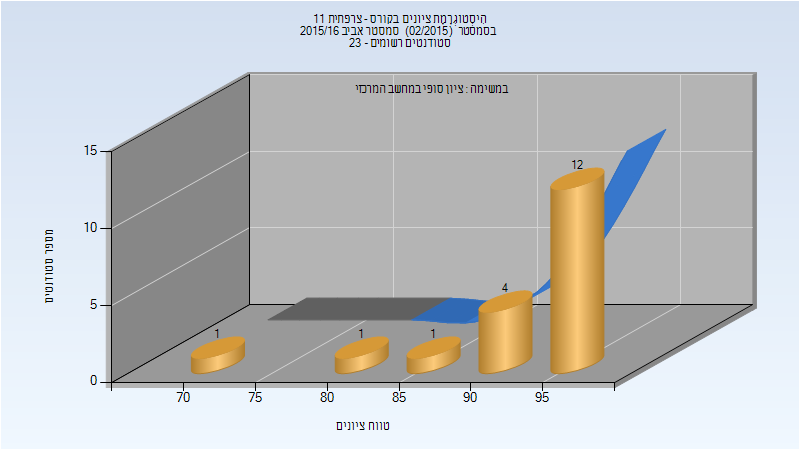 היסטוגרמת ציונים בקורס - צרפתית 11
בסמסטר (02/2015) סמסטר אביב 2015/16
סטודנטים רשומים - 23
במשימה : ציון סופי במחשב המרכזי
15
10
5
0
מספר סטודנטים
1
1
1
4
12
70
75
80
85
90
95
טווח ציונים